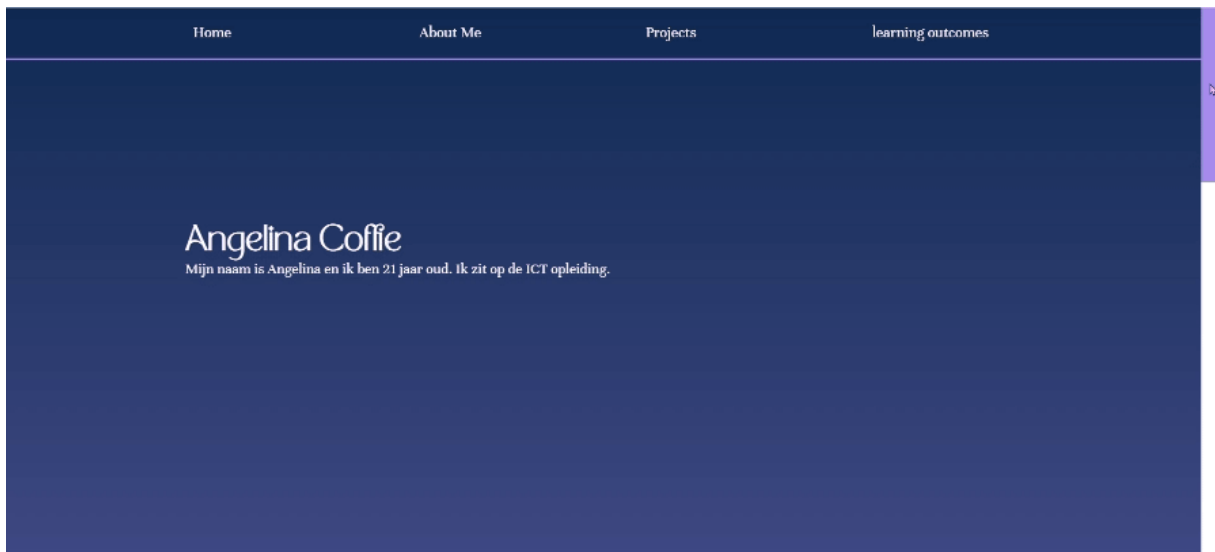 Home About Me Projects learning outcomes
Angelina Coffie
Mijn naam is Angelina en ik ben 21 jaar oud. Ik zit op de ICT opleiding.